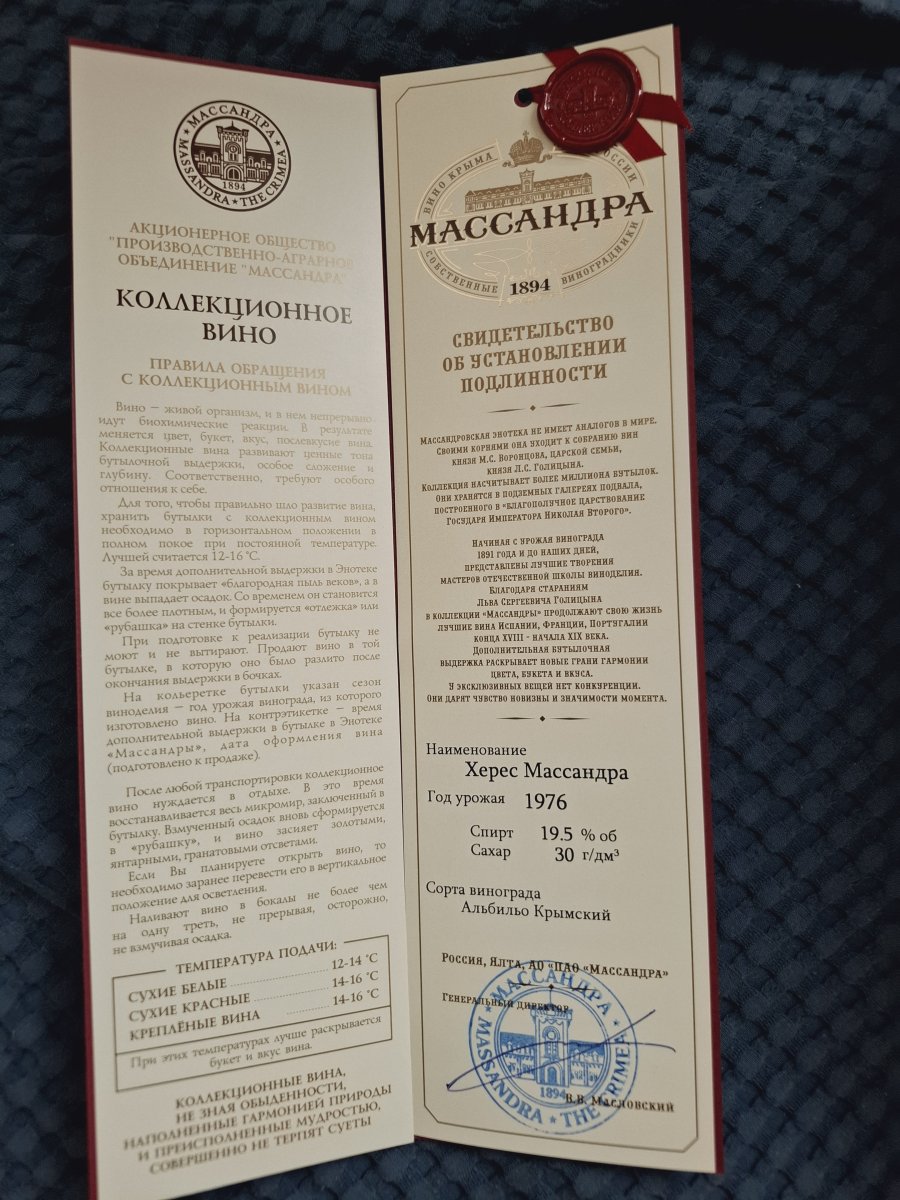 МАССАНДРА
MASSANDRA ★ THE CRIMEA
1894
АКЦИОНЕРНОЕ ОБЩЕСТВО
"ПРОИЗВОДСТВЕННО-АГРАРНОЕ
ОБЪЕДИНЕНИЕ "МАССАНДРА"
КОЛЛЕКЦИОННОЕ
ВИНО
ПРАВИЛА ОБРАЩЕНИЯ
С КОЛЛЕКЦИОННЫМ ВИНОМ
Вино – живой организм, и в нем непрерывно
идут биохимические реакции. В результате
меняется цвет, букет, вкус, послевкусие вина.
Коллекционные вина развивают ценные тона
бутылочной выдержки, особое сложение и
глубину. Соответственно, требуют особого
отношения к себе.
Для того, чтобы правильно шло развитие вина,
хранить бутылки с коллекционным вином
необходимо в горизонтальном положении в
полном покое при постоянной температуре.
Лучшей считается 12-16 °С.
За время дополнительной выдержки в Энотеке
бутылку покрывает «благородная пыль веков», а в
вине выпадает осадок. Со временем он становится
все более плотным, и формируется «отлежка» или
«рубашка» на стенке бутылки.
При подготовке к реализации бутылку не
моют и не вытирают. Продают вино в той
бутылке, в которую оно было разлито после
окончания выдержки в бочках.
На кольеретке бутылки указан сезон
виноделия – год урожая винограда, из которого
изготовлено вино. На контрэтикетке – время
дополнительной выдержки в бутылке в Энотеке
«Массандры», дата оформления вина
(подготовлено к продаже).
После любой транспортировки коллекционное
вино нуждается в отдыхе. В это время
восстанавливается весь микромир, заключенный в
бутылку. Взмученный осадок вновь сформируется
в «рубашку», и вино засияет золотыми,
янтарными, гранатовыми отсветами.
Если Вы планируете открыть вино, то
необходимо заранее перевести его в вертикальное
положение для осветления.
Наливают вино в бокалы не более чем
на одну треть, не прерывая, осторожно,
не взмучивая осадка.
ТЕМПЕРАТУРА ПОДАЧИ:
СУХИЕ БЕЛЫЕ 12-14 °С
СУХИЕ КРАСНЫЕ 14-16 °С
КРЕПЛЁНЫЕ ВИНА 14-16 °С
При этих температурах лучше раскрывается
букет и вкус вина.
КОЛЛЕКЦИОННЫЕ ВИНА,
НЕ ЗНАЯ ОБЫДЕННОСТИ,
НАПОЛНЕННЫЕ ГАРМОНИЕЙ ПРИРОДЫ
И ПРЕИСПОЛНЕННЫЕ МУДРОСТЬЮ,
СОВЕРШЕННО НЕ ТЕРПЯТ СУЕТЫ
ВИНО КРЫМА РОССИИ
МАССАНДРА
СОБСТВЕННЫЕ 1894 ВИНОГРАДНИКИ
СВИДЕТЕЛЬСТВО
ОБ УСТАНОВЛЕНИИ
ПОДЛИННОСТИ
Массандровская энотека не имеет аналогов в мире.
Своими корнями она уходит к собранию вин
князя М.С. Воронцова, царской семьи,
князя Л.С. Голицына.
Коллекция насчитывает более миллиона бутылок.
Они хранятся в подземных галереях подвала,
построенного в «благополучное царствование
Государя Императора Николая Второго».
Начиная с урожая винограда
1891 года и до наших дней,
представлены лучшие творения
мастеров отечественной школы виноделия.
Благодаря стараниям
Льва Сергеевича Голицына
в коллекции «Массандры» продолжают свою жизнь
лучшие вина Испании, Франции, Португалии
конца XVIII - начала XIX века.
Дополнительная бутылочная
выдержка раскрывает новые грани гармонии
цвета, букета и вкуса.
У эксклюзивных вещей нет конкуренции.
Они дарят чувство новизны и значимости момента.
Наименование
Херес Массандра
Год урожая 1976
Спирт 19.5 % об
Сахар 30 г/дм³
Сорта винограда
Альбильо Крымский
Россия, Ялта, АО «ПАО «Массандра»
Генеральный директор
МАССАНДРА
MASSANDRA ★ THE CRIMEA
1894
В.В. Масловский